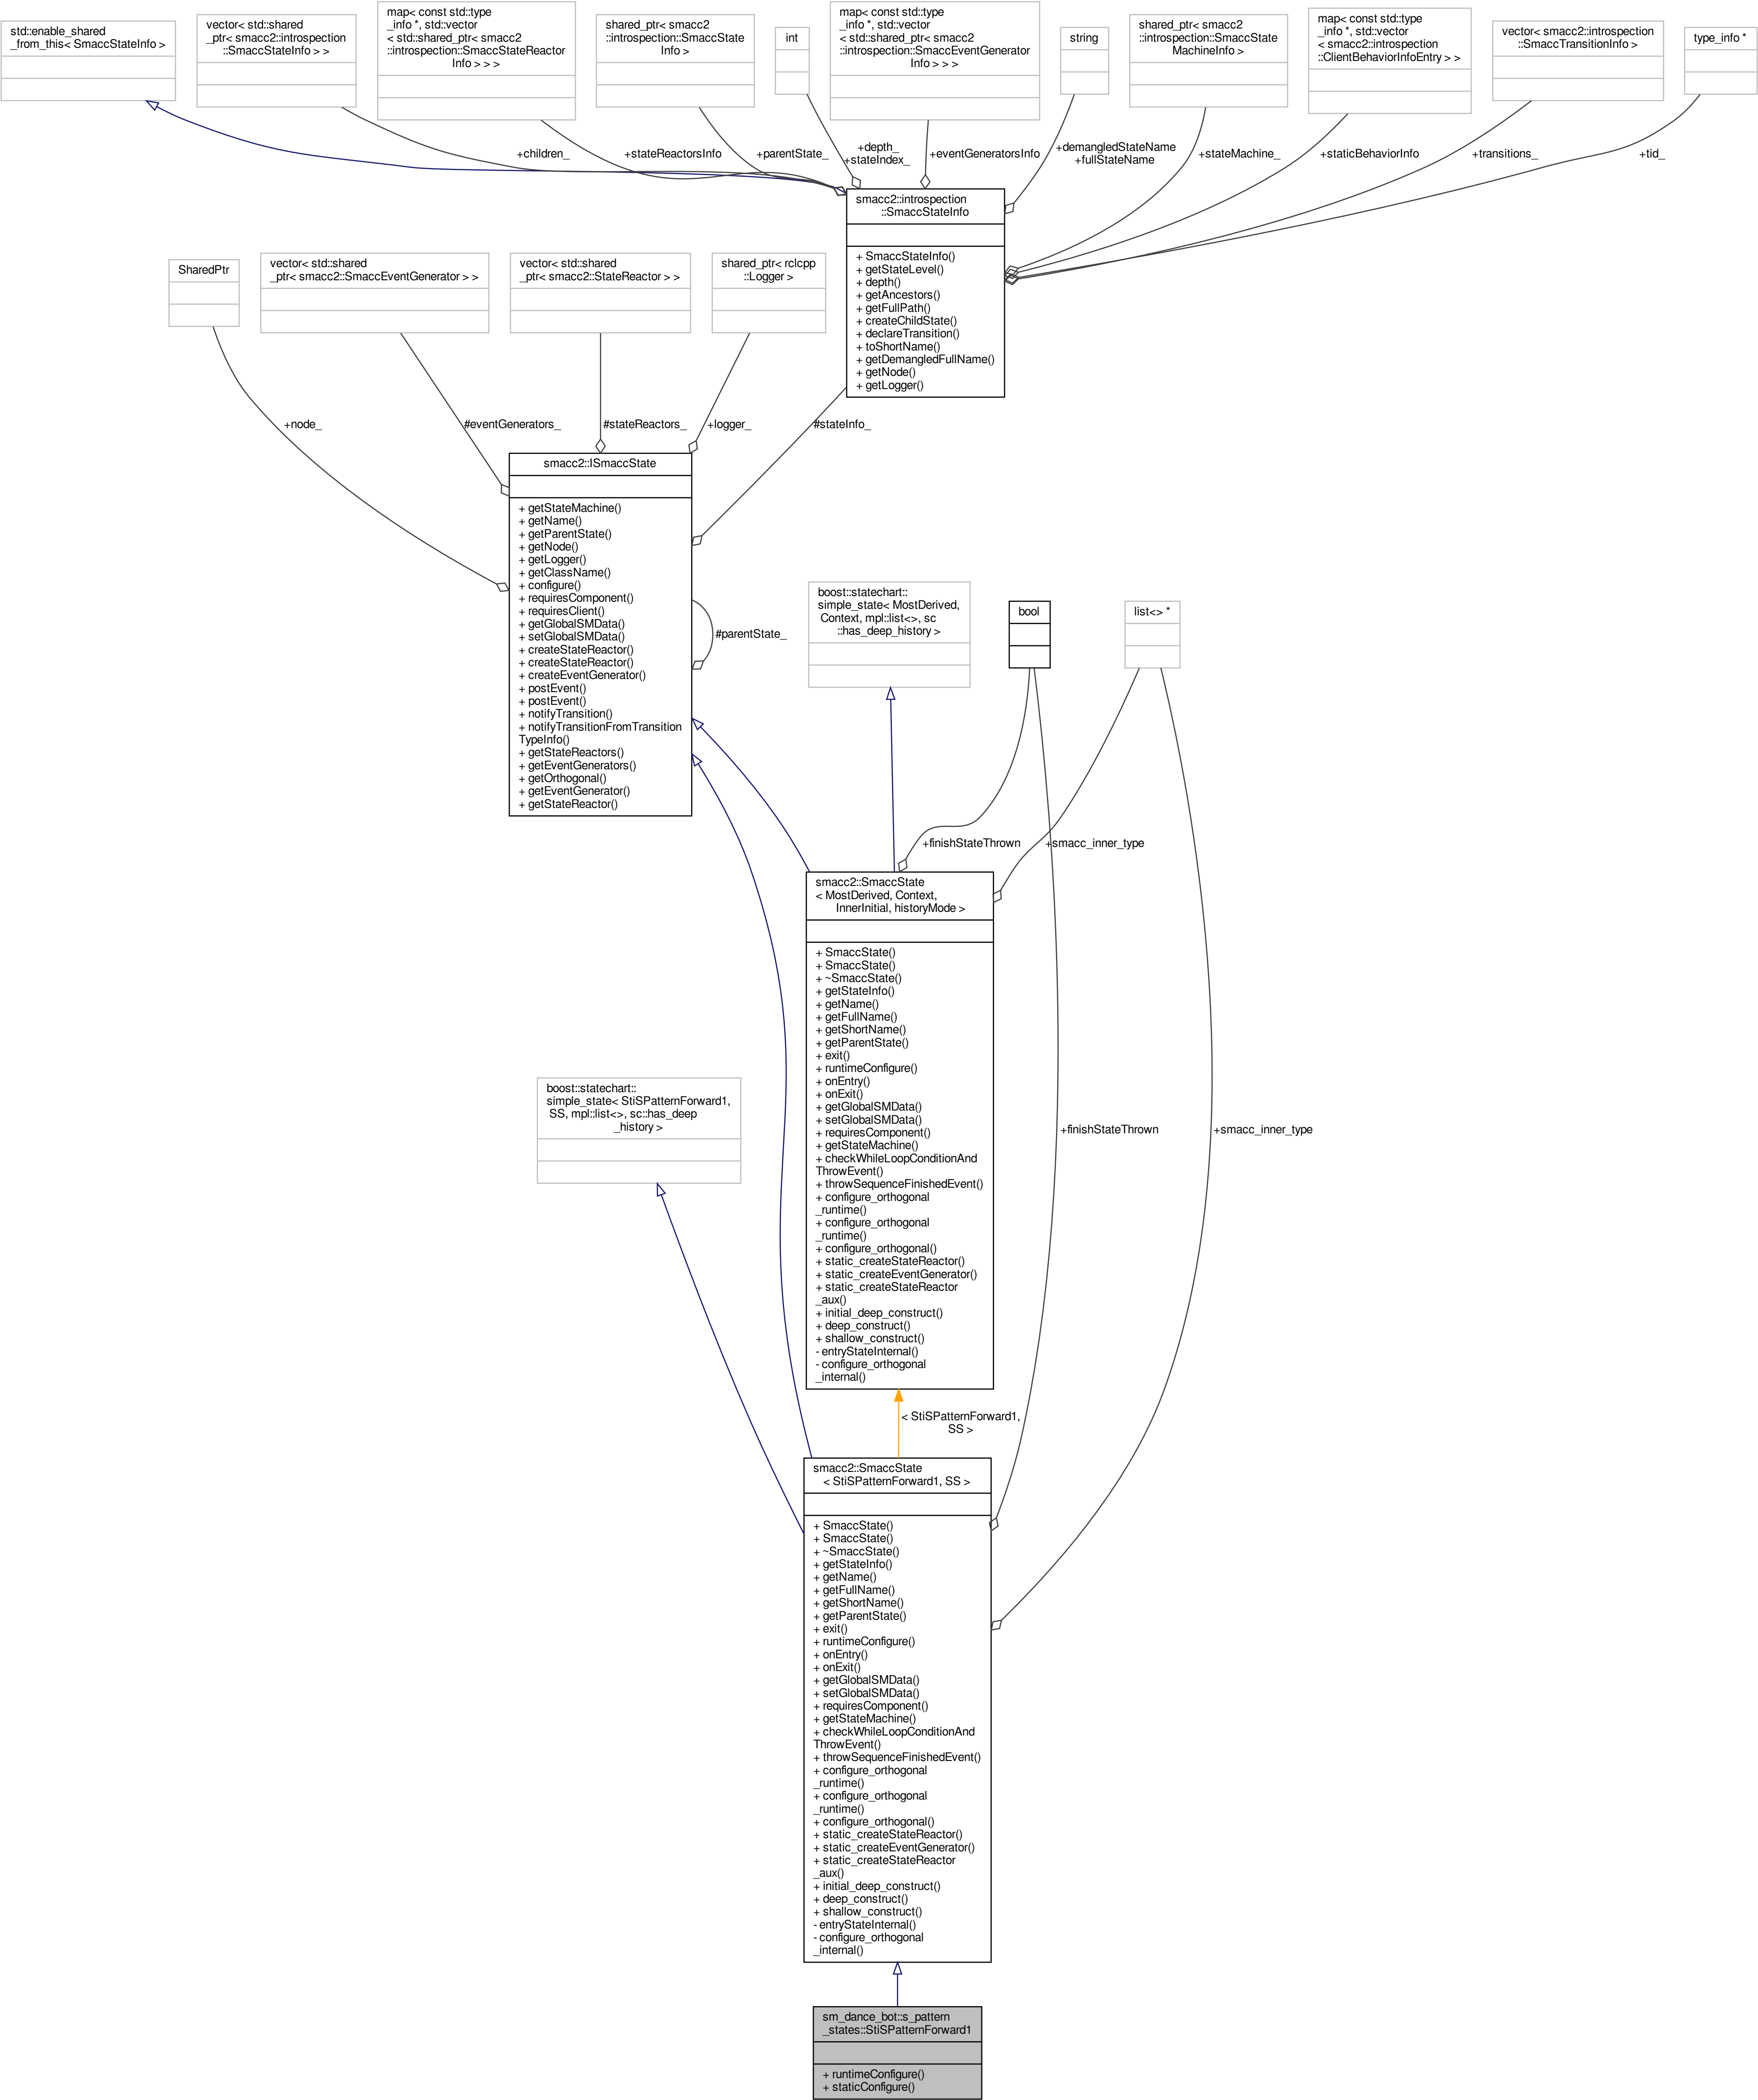 std::enable_shared
_from_this< SmaccStateInfo >
vector< std::shared
_ptr< smacc2::introspection
::SmaccStateInfo > >
map< const std::type
_info *, std::vector
< std::shared_ptr< smacc2
::introspection::SmaccStateReactor
Info > > >
shared_ptr< smacc2
::introspection::SmaccState
Info >
int
map< const std::type
_info *, std::vector
< std::shared_ptr< smacc2
::introspection::SmaccEventGenerator
Info > > >
string
shared_ptr< smacc2
::introspection::SmaccState
MachineInfo >
map< const std::type
_info *, std::vector
< smacc2::introspection
::ClientBehaviorInfoEntry > >
vector< smacc2::introspection
::SmaccTransitionInfo >
type_info *
+children_
+stateReactorsInfo
+parentState_
+depth_
+stateIndex_
+eventGeneratorsInfo
+demangledStateName
+fullStateName
+stateMachine_
+staticBehaviorInfo
+transitions_
+tid_
smacc2::introspection
::SmaccStateInfo
+ SmaccStateInfo()
+ getStateLevel()
+ depth()
+ getAncestors()
+ getFullPath()
+ createChildState()
+ declareTransition()
+ toShortName()
+ getDemangledFullName()
+ getNode()
+ getLogger()
SharedPtr
vector< std::shared
_ptr< smacc2::SmaccEventGenerator > >
vector< std::shared
_ptr< smacc2::StateReactor > >
shared_ptr< rclcpp
::Logger >
+node_
#eventGenerators_
#stateReactors_
+logger_
#stateInfo_
smacc2::ISmaccState
+ getStateMachine()
+ getName()
+ getParentState()
+ getNode()
+ getLogger()
+ getClassName()
+ configure()
+ requiresComponent()
+ requiresClient()
+ getGlobalSMData()
+ setGlobalSMData()
+ createStateReactor()
+ createStateReactor()
+ createEventGenerator()
+ postEvent()
+ postEvent()
+ notifyTransition()
+ notifyTransitionFromTransition
TypeInfo()
+ getStateReactors()
+ getEventGenerators()
+ getOrthogonal()
+ getEventGenerator()
+ getStateReactor()
#parentState_
boost::statechart::
simple_state< MostDerived,
Context, mpl::list<>, sc
::has_deep_history >
bool
list<> *
+finishStateThrown
+smacc_inner_type
smacc2::SmaccState
< MostDerived, Context,
InnerInitial, historyMode >
+ SmaccState()
+ SmaccState()
+ ~SmaccState()
+ getStateInfo()
+ getName()
+ getFullName()
+ getShortName()
+ getParentState()
+ exit()
+ runtimeConfigure()
+ onEntry()
+ onExit()
+ getGlobalSMData()
+ setGlobalSMData()
+ requiresComponent()
+ getStateMachine()
+ checkWhileLoopConditionAnd
ThrowEvent()
+ throwSequenceFinishedEvent()
+ configure_orthogonal
_runtime()
+ configure_orthogonal
_runtime()
+ configure_orthogonal()
+ static_createStateReactor()
+ static_createEventGenerator()
+ static_createStateReactor
_aux()
+ initial_deep_construct()
+ deep_construct()
+ shallow_construct()
- entryStateInternal()
- configure_orthogonal
_internal()
boost::statechart::
simple_state< StiSPatternForward1,
SS, mpl::list<>, sc::has_deep
_history >
+finishStateThrown
+smacc_inner_type
< StiSPatternForward1,
SS >
smacc2::SmaccState
< StiSPatternForward1, SS >
+ SmaccState()
+ SmaccState()
+ ~SmaccState()
+ getStateInfo()
+ getName()
+ getFullName()
+ getShortName()
+ getParentState()
+ exit()
+ runtimeConfigure()
+ onEntry()
+ onExit()
+ getGlobalSMData()
+ setGlobalSMData()
+ requiresComponent()
+ getStateMachine()
+ checkWhileLoopConditionAnd
ThrowEvent()
+ throwSequenceFinishedEvent()
+ configure_orthogonal
_runtime()
+ configure_orthogonal
_runtime()
+ configure_orthogonal()
+ static_createStateReactor()
+ static_createEventGenerator()
+ static_createStateReactor
_aux()
+ initial_deep_construct()
+ deep_construct()
+ shallow_construct()
- entryStateInternal()
- configure_orthogonal
_internal()
sm_dance_bot::s_pattern
_states::StiSPatternForward1
+ runtimeConfigure()
+ staticConfigure()